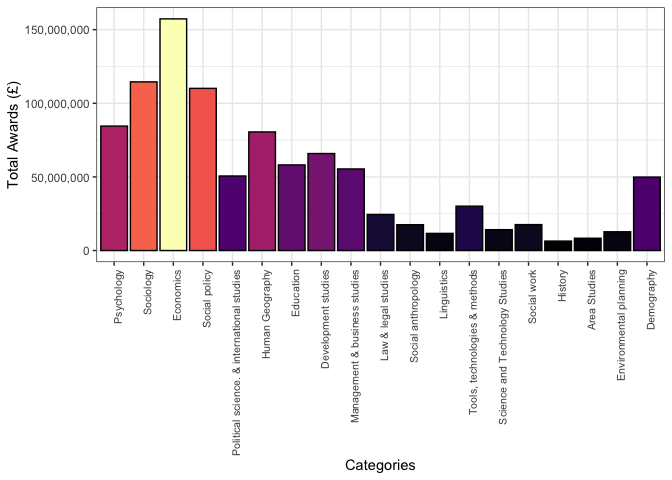 150,000,000
100,000,000
50,000,000
0
Total Awards (£)
Psychology
Sociology
Economics
Social policy
Political science. & international studies
Human Geography
Education
Development studies
Management & business studies
Law & legal studies
Social anthropology
Linguistics
Tools, technologies & methods
Science and Technology Studies
Social work
History
Area Studies
Environmental planning
Demography
Categories